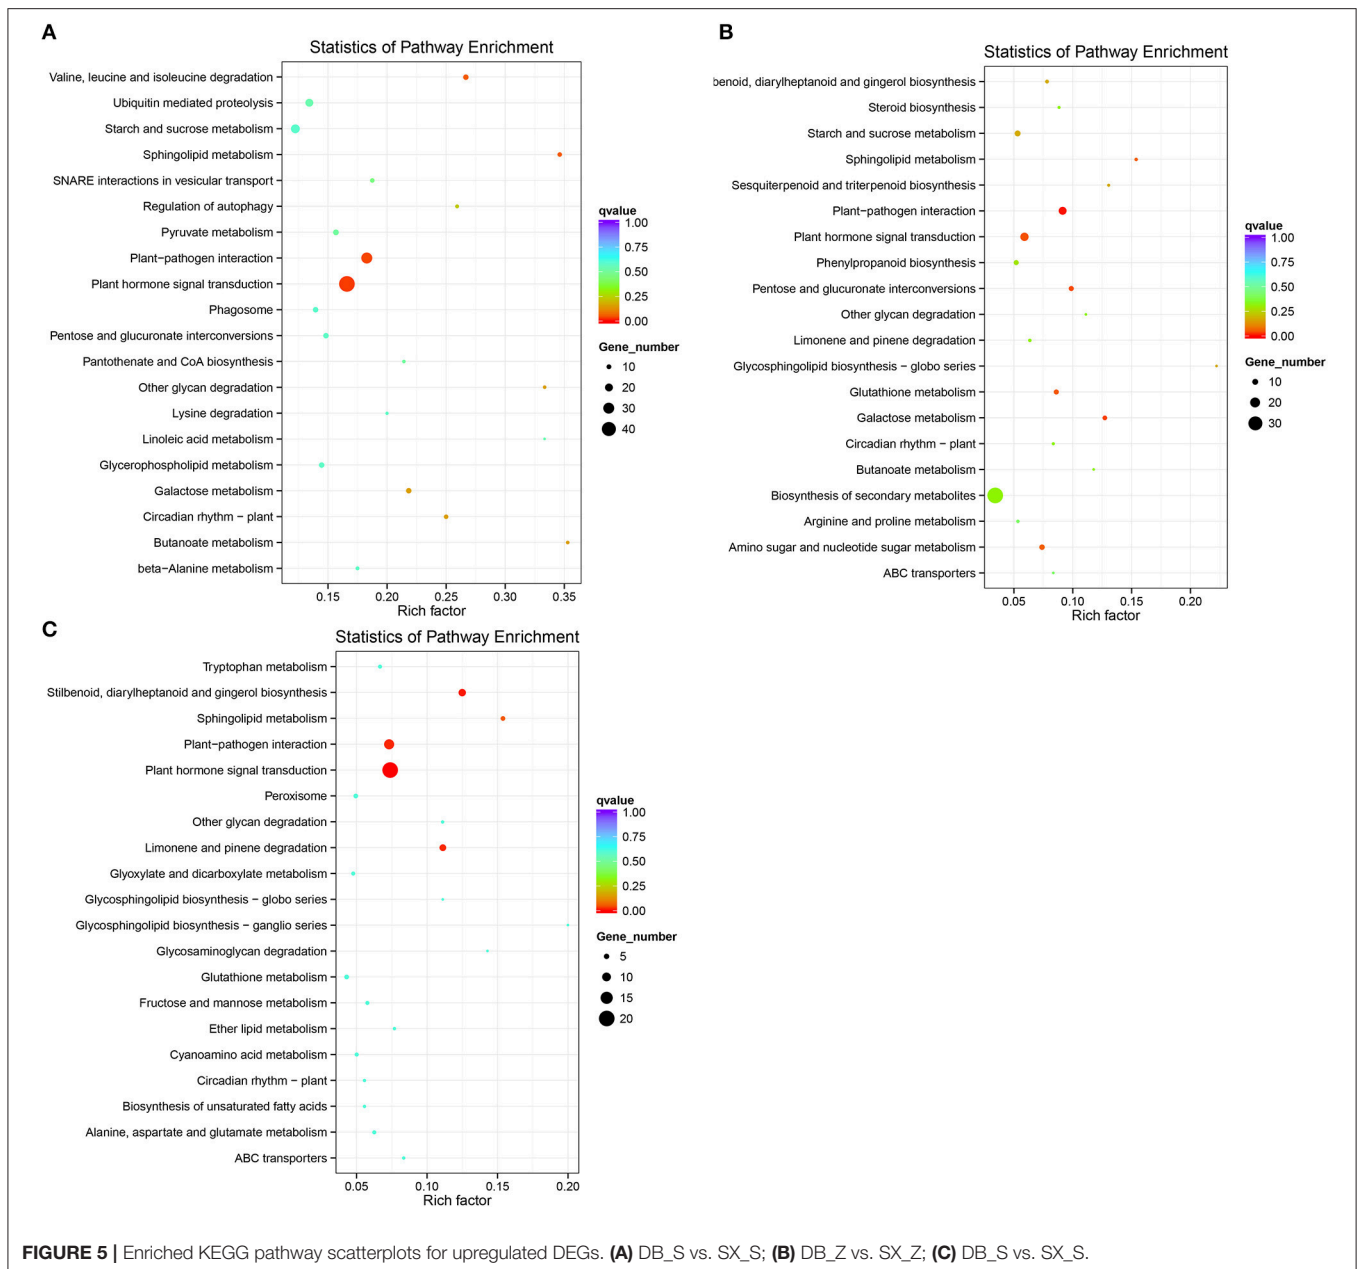 A
Statistics of Pathway Enrichment
Valine, leucine and isoleucine degradation
Ubiquitin mediated proteolysis
Starch and sucrose metabolism
Sphingolipid metabolism
SNARE interactions in vesicular transport
Regulation of autophagy
Pyruvate metabolism
Plant−pathogen interaction
Plant hormone signal transduction
Phagosome
Pentose and glucuronate interconversions
Pantothenate and CoA biosynthesis
Other glycan degradation
Lysine degradation
Linoleic acid metabolism
Glycerophospholipid metabolism
Galactose metabolism
Circadian rhythm − plant
Butanoate metabolism
beta−Alanine metabolism
0.15 0.20 0.25 0.30 0.35
Rich factor
qvalue
1.00
0.75
0.50
0.25
0.00
Gene_number
10
20
30
40
B
Statistics of Pathway Enrichment
benoid, diarylheptanoid and gingerol biosynthesis
Steroid biosynthesis
Starch and sucrose metabolism
Sphingolipid metabolism
Sesquiterpenoid and triterpenoid biosynthesis
Plant−pathogen interaction
Plant hormone signal transduction
Phenylpropanoid biosynthesis
Pentose and glucuronate interconversions
Other glycan degradation
Limonene and pinene degradation
Glycosphingolipid biosynthesis − globo series
Glutathione metabolism
Galactose metabolism
Circadian rhythm − plant
Butanoate metabolism
Biosynthesis of secondary metabolites
Arginine and proline metabolism
Amino sugar and nucleotide sugar metabolism
ABC transporters
0.05 0.10 0.15 0.20
Rich factor
qvalue
1.00
0.75
0.50
0.25
0.00
Gene_number
10
20
30
C
Statistics of Pathway Enrichment
Tryptophan metabolism
Stilbenoid, diarylheptanoid and gingerol biosynthesis
Sphingolipid metabolism
Plant−pathogen interaction
Plant hormone signal transduction
Peroxisome
Other glycan degradation
Limonene and pinene degradation
Glyoxylate and dicarboxylate metabolism
Glycosphingolipid biosynthesis − globo series
Glycosphingolipid biosynthesis − ganglio series
Glycosaminoglycan degradation
Glutathione metabolism
Fructose and mannose metabolism
Ether lipid metabolism
Cyanoamino acid metabolism
Circadian rhythm − plant
Biosynthesis of unsaturated fatty acids
Alanine, aspartate and glutamate metabolism
ABC transporters
0.05 0.10 0.15 0.20
Rich factor
qvalue
1.00
0.75
0.50
0.25
0.00
Gene_number
5
10
15
20
FIGURE 5 | Enriched KEGG pathway scatterplots for upregulated DEGs. (A) DB_S vs. SX_S; (B) DB_Z vs. SX_Z; (C) DB_S vs. SX_S.